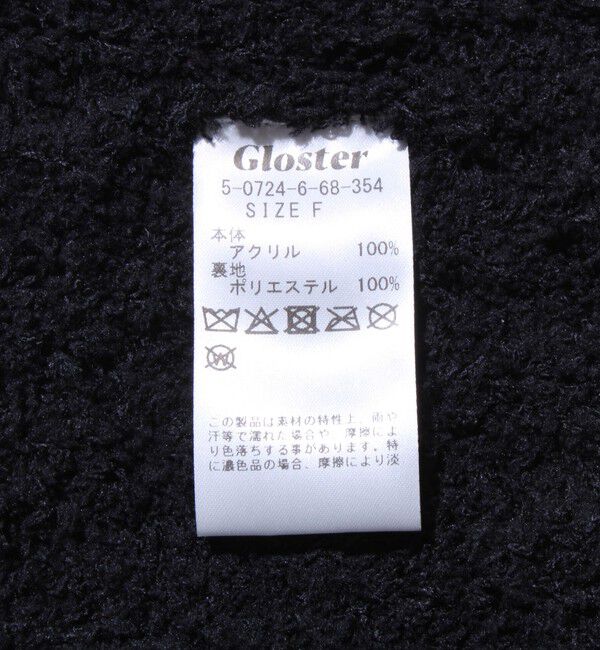 Gloster
5-0724-6-68-354
SIZE F
本体
アクリル 100%
裏地
ポリエステル 100%
W
この製品は素材の特性上、雨や
汗等で濡れた場合や、摩擦によ
り色落ちする事があります。特
に濃色品の場合、摩擦により淡